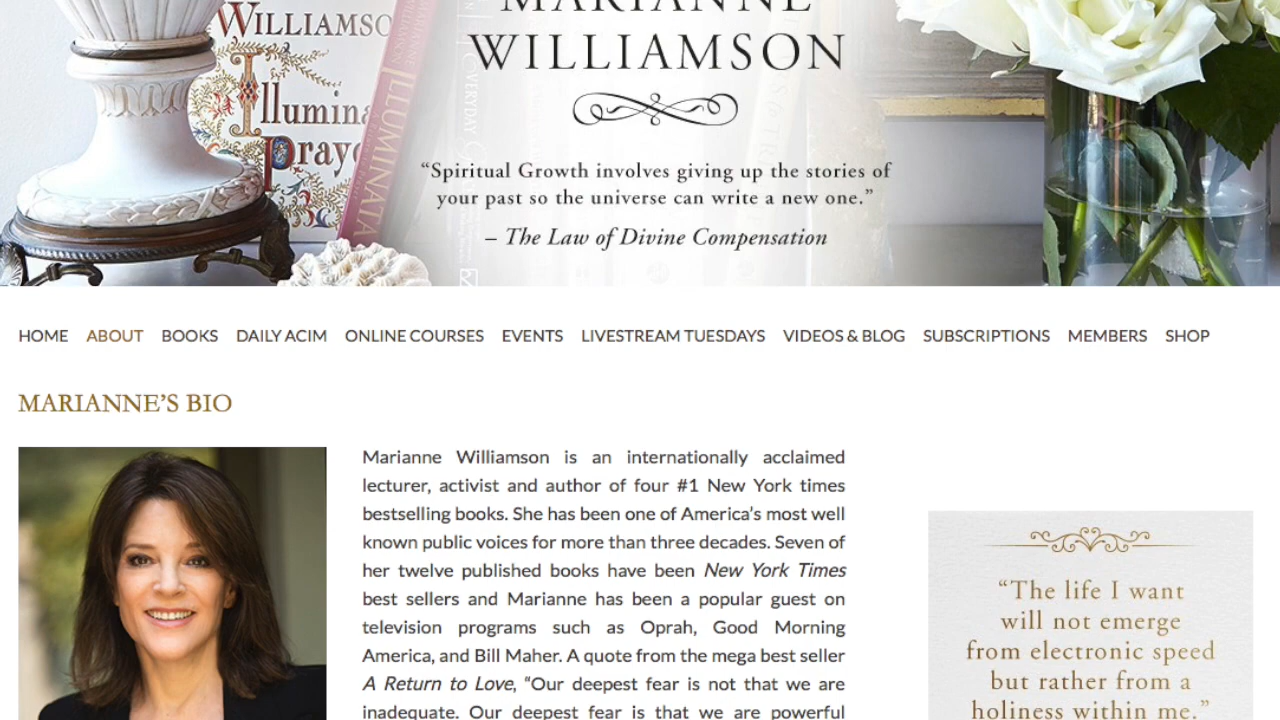 MARIANNE
WILLIAMSON
WILLIAMSO
Illumina
Praye
ILLUMINATA
EVERYDAY
“Spiritual Growth involves giving up the stories of
your past so the universe can write a new one.”
– The Law of Divine Compensation
HOME ABOUT BOOKS DAILY ACIM ONLINE COURSES EVENTS LIVESTREAM TUESDAYS VIDEOS & BLOG SUBSCRIPTIONS MEMBERS SHOP
MARIANNE’S BIO
Marianne Williamson is an internationally acclaimed
lecturer, activist and author of four #1 New York times
bestselling books. She has been one of America’s most well
known public voices for more than three decades. Seven of
her twelve published books have been New York Times
best sellers and Marianne has been a popular guest on
television programs such as Oprah, Good Morning
America, and Bill Maher. A quote from the mega best seller
A Return to Love, “Our deepest fear is not that we are
inadequate. Our deepest fear is that we are powerful
“The life I want
will not emerge
from electronic speed
but rather from a
holiness within me.”